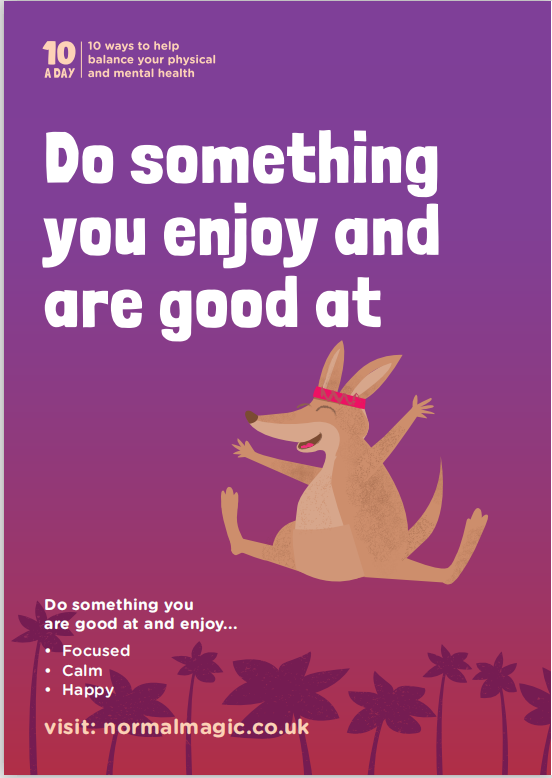 10
A DAY
10 ways to help
balance your physical
and mental health
Do something
you enjoy and
are good at
Do something you
are good at and enjoy...
• Focused
• Calm
• Happy
visit: normalmagic.co.uk